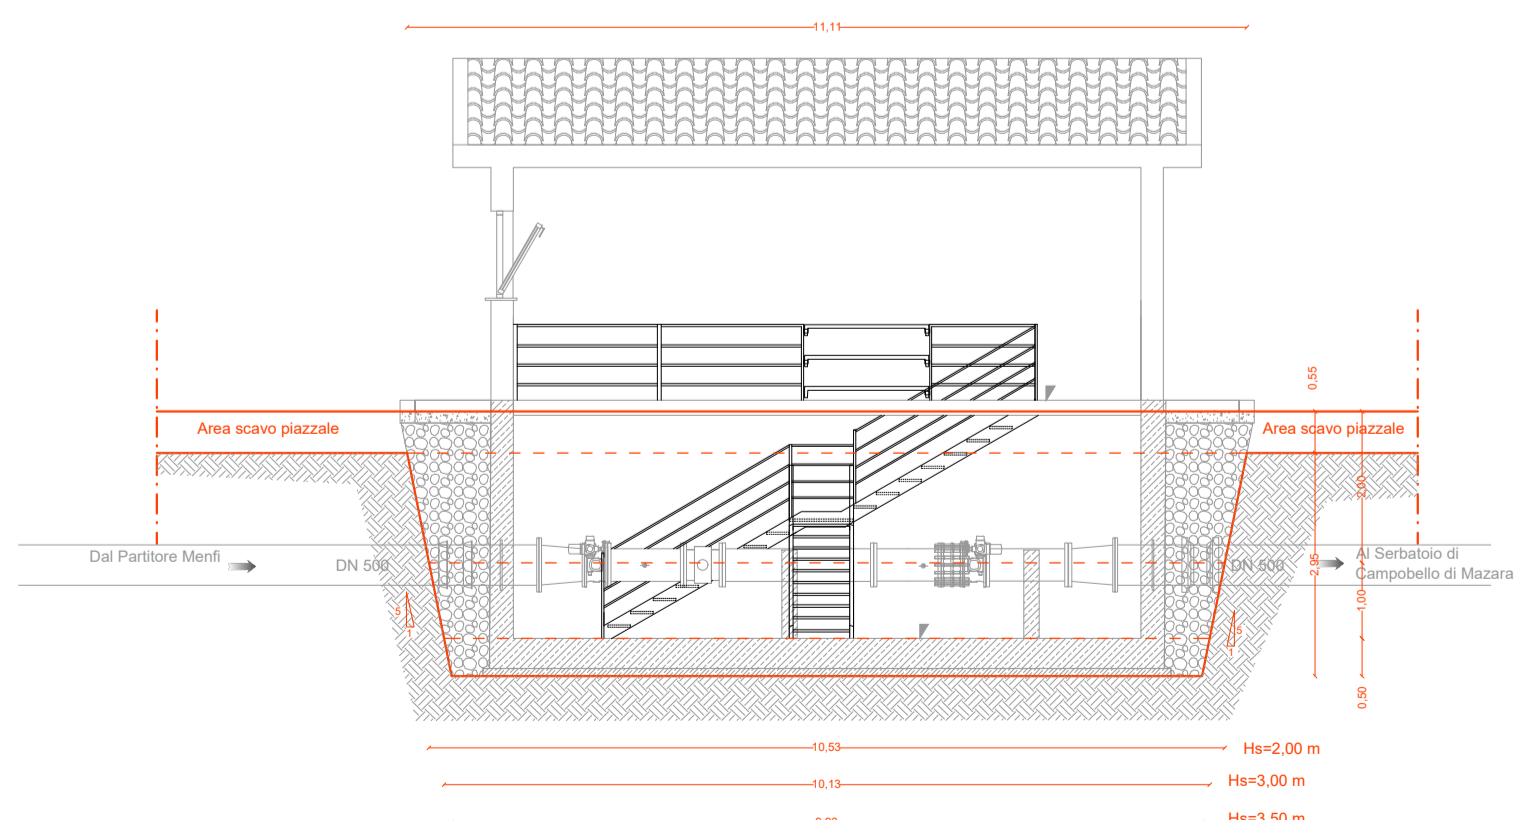 11,11
0,55
Area scavo piazzale
Area scavo piazzale
2,00
Dal Partitore Menfi
DN 500
DN 500
Al Serbatoio di
Campobello di Mazara
2,95
1,00
5
1
5
1
0,50
10,53
Hs=2,00 m
10,13
Hs=3,00 m
Hs=3,50 m